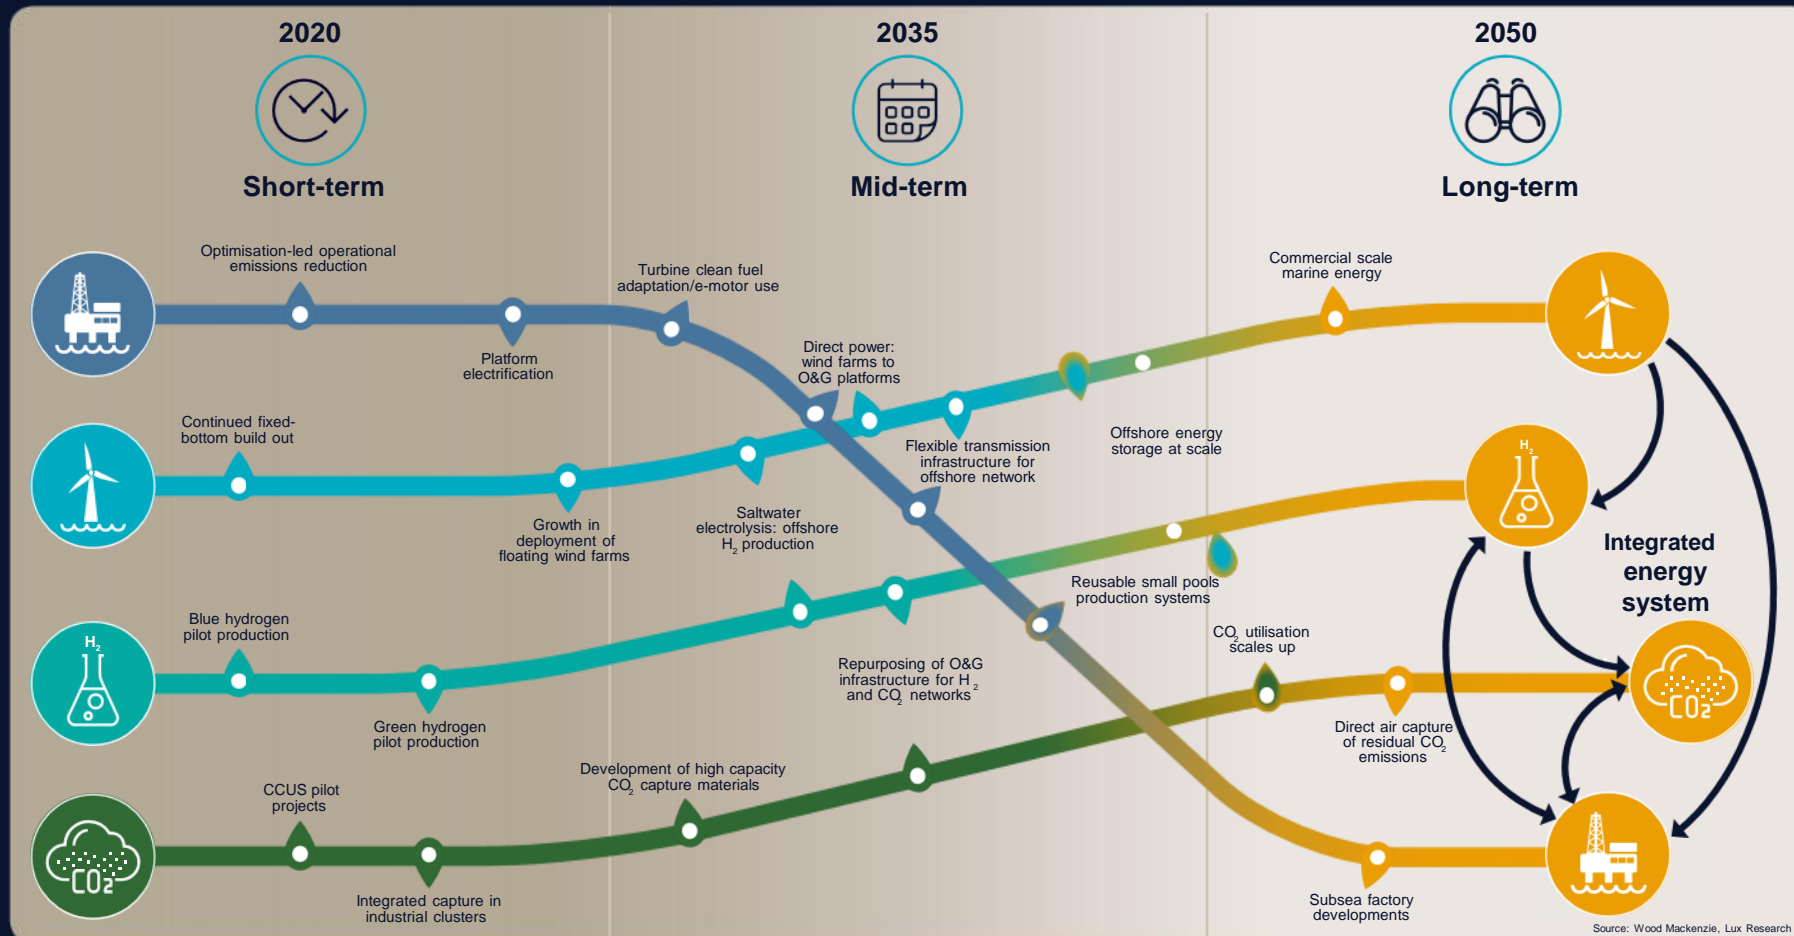 2020
2035
2050
Short-term
Mid-term
Long-term
Optimisation-led operational
emissions reduction
Platform
electrification
Turbine clean fuel
adaptation/e-motor use
Direct power:
wind farms to
O&G platforms
Commercial scale
marine energy
Continued fixed-
bottom build out
Growth in
deployment of
floating wind farms
Saltwater
electrolysis: offshore
H₂ production
Flexible transmission
infrastructure for
offshore network
Offshore energy
storage at scale
H₂
Integrated
energy
system
H₂
Blue hydrogen
pilot production
Green hydrogen
pilot production
Repurposing of O&G
infrastructure for H₂
and CO₂ networks
Reusable small pools
production systems
CO₂ utilisation
scales up
Direct air capture
of residual CO₂
emissions
CO₂
CO₂
CCUS pilot
projects
Integrated capture in
industrial clusters
Development of high capacity
CO₂ capture materials
Subsea factory
developments
Source: Wood Mackenzie, Lux Research